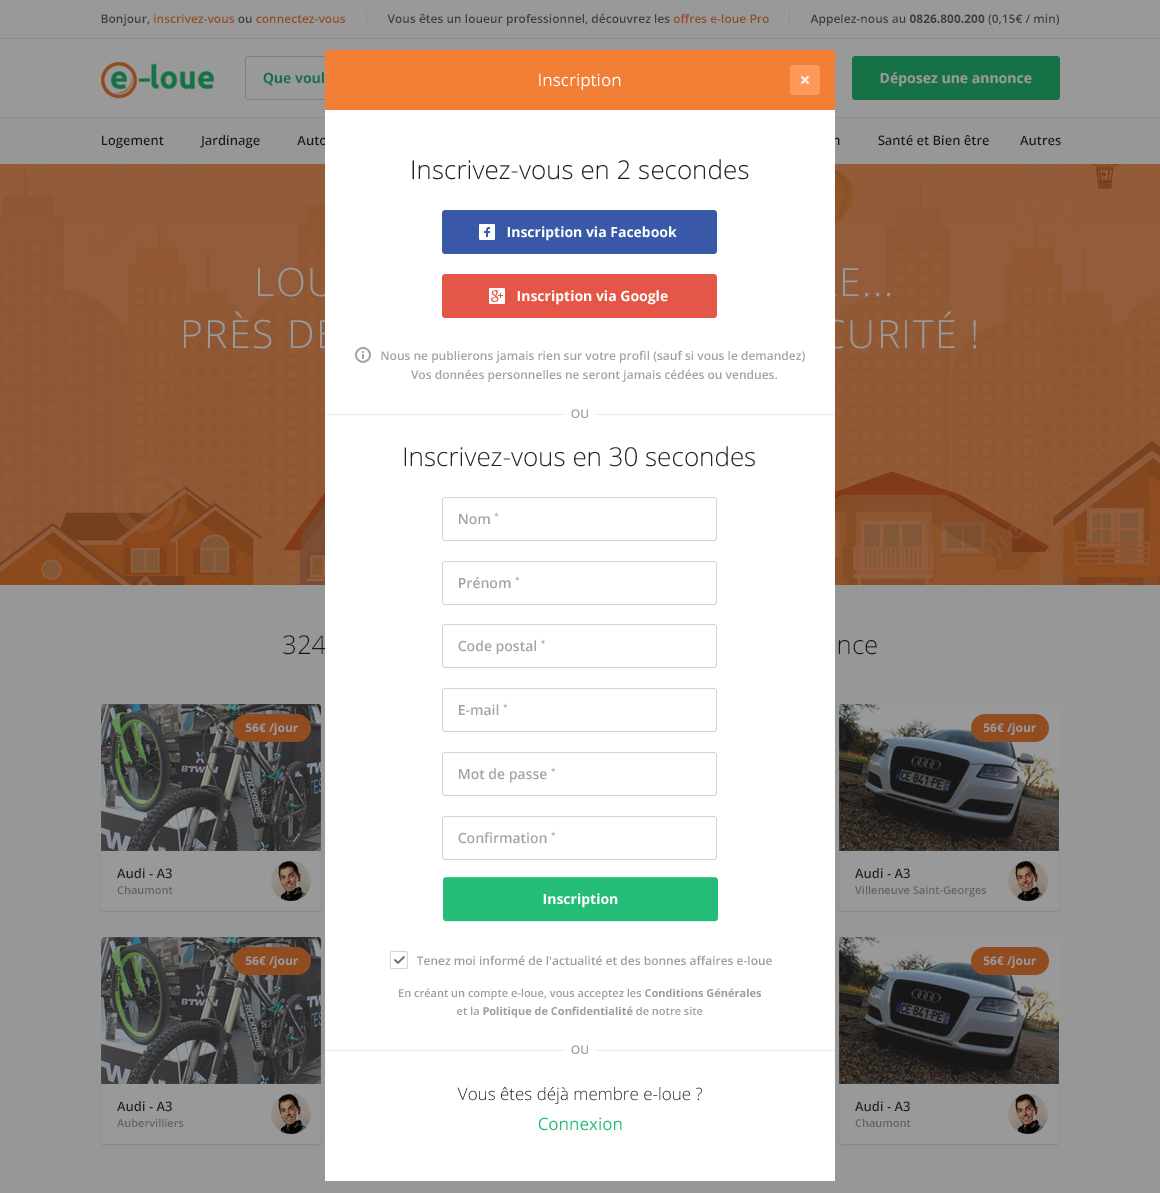 Bonjour, inscrivez-vous ou connectez-vous
Vous êtes un loueur professionnel, découvrez les offres e-loue Pro
Appelez-nous au 0826.800.200 (0,15€ / min)
e-loue
Que voul
Déposez une annonce
Logement
Jardinage
Auto
n
Santé et Bien être
Autres
Inscription
×
Inscrivez-vous en 2 secondes
Inscription via Facebook
Inscription via Google
Nous ne publierons jamais rien sur votre profil (sauf si vous le demandez)
Vos données personnelles ne seront jamais cédées ou vendues.
OU
Inscrivez-vous en 30 secondes
Nom *
Prénom *
Code postal *
E-mail *
Mot de passe *
Confirmation *
Inscription
Tenez moi informé de l'actualité et des bonnes affaires e-loue
En créant un compte e-loue, vous acceptez les Conditions Générales
et la Politique de Confidentialité de notre site
OU
Vous êtes déjà membre e-loue ?
Connexion
LOU
E...
PRÈS DE
CURITÉ !
324
nce
56€ /jour
BTWIN
Audi - A3
Chaumont
56€ /jour
CE 941 PE
Audi - A3
Villeneuve Saint-Georges
56€ /jour
BTWIN
Audi - A3
Aubervilliers
56€ /jour
CE 941 PE
Audi - A3
Chaumont